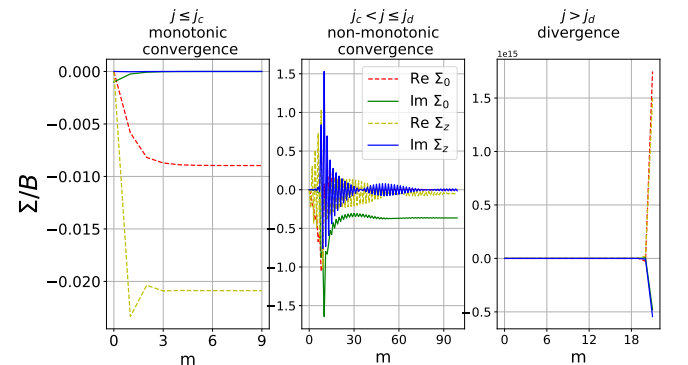 j ≤ j_c
monotonic
convergence
j_c < j ≤ j_d
non-monotonic
convergence
j > j_d
divergence
1e15
Σ/B
0.000
−0.005
−0.010
−0.015
−0.020
0 3 6 9
m
1.5
1.0
0.5
0.0
−0.5
−1.0
−1.5
0 15 30 45 60 75 90
m
Re Σ_0
Im Σ_0
Re Σ_z
Im Σ_z
1.5
1.0
0.5
0.0
−0.5
0 6 12 18
m